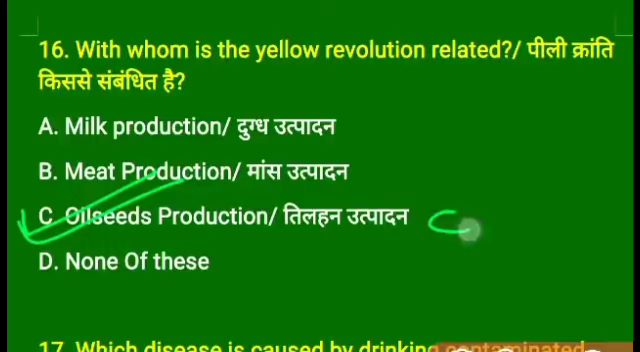 16. With whom is the yellow revolution related?/ पीली क्रांति
किससे संबंधित है?
A. Milk production/ दुग्ध उत्पादन
B. Meat Production/ मांस उत्पादन
C. Oilseeds Production/ तिलहन उत्पादन
D. None Of these
17. Which disease is caused by drinking contaminated